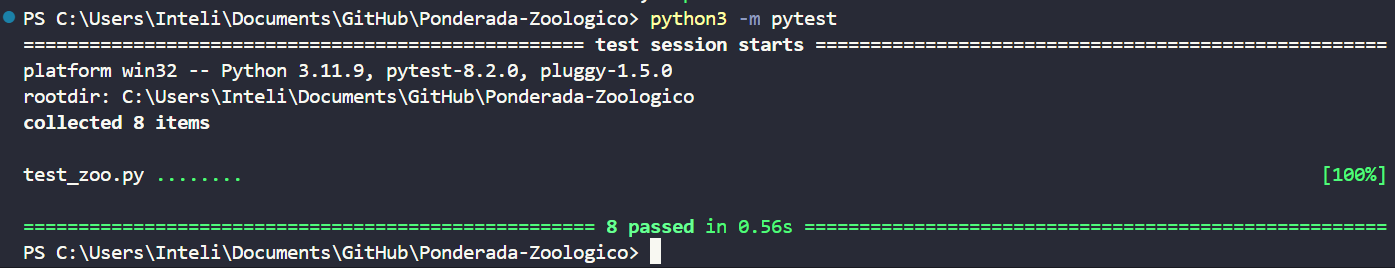 PS C:\Users\Inteli\Documents\GitHub\Ponderada-Zoologico> python3 -m pytest
=================================================== test session starts ====================================================
platform win32 -- Python 3.11.9, pytest-8.2.0, pluggy-1.5.0
rootdir: C:\Users\Inteli\Documents\GitHub\Ponderada-Zoologico
collected 8 items
test_zoo.py ........ [100%]
==================================================== 8 passed in 0.56s =====================================================
PS C:\Users\Inteli\Documents\GitHub\Ponderada-Zoologico>